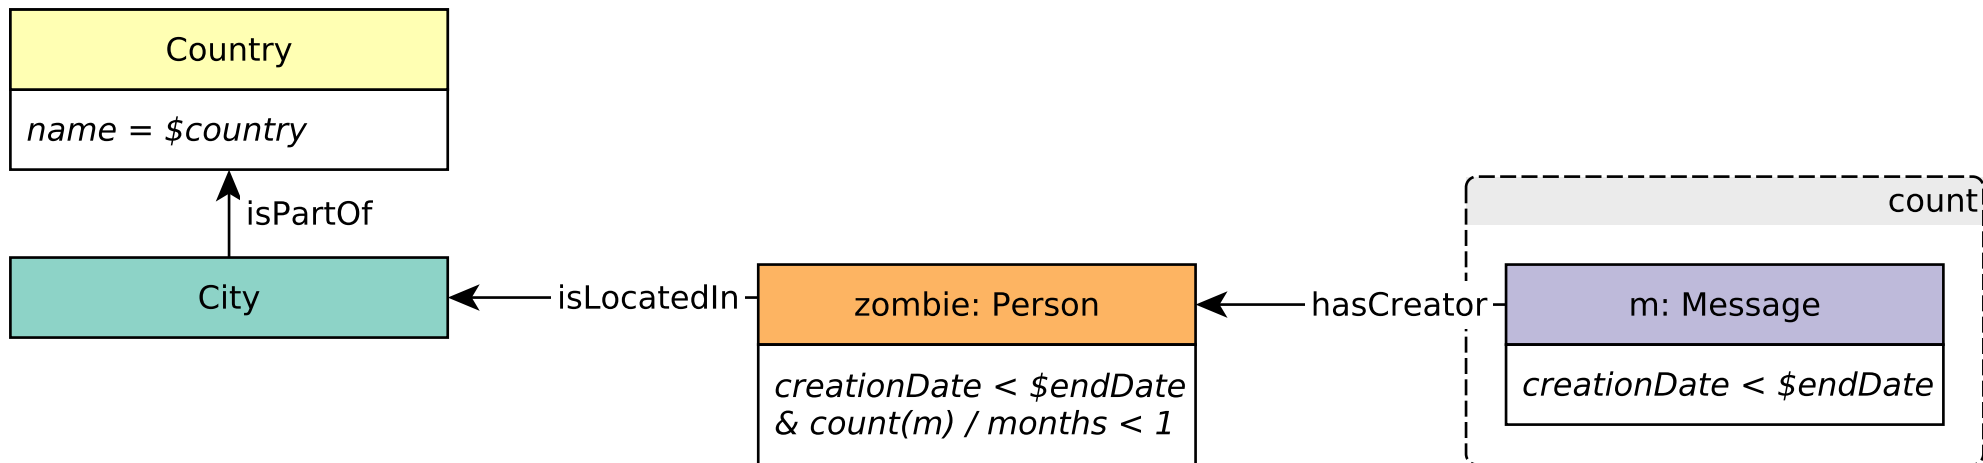 Country
name = $country
isPartOf
City
isLocatedIn
zombie: Person
creationDate < $endDate
& count(m) / months < 1
hasCreator
count
m: Message
creationDate < $endDate